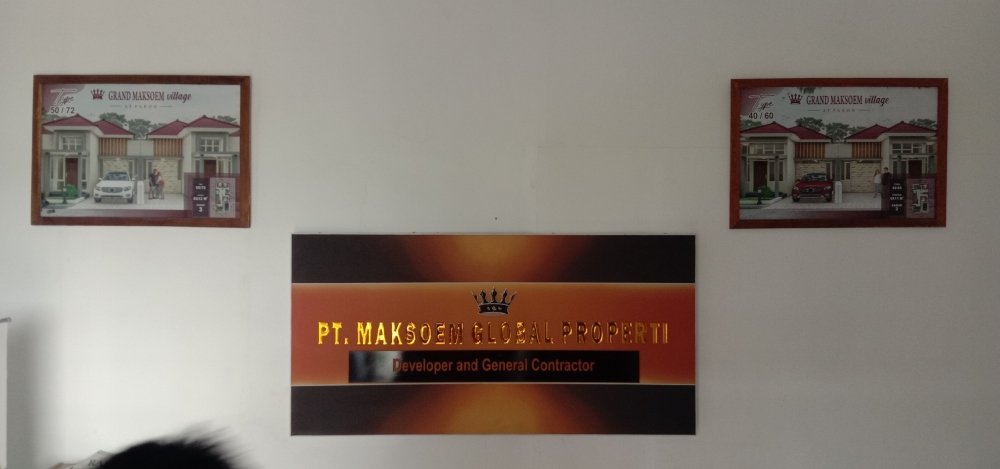 Type
50 / 72
GRAND MAKSOEM village
Type
40 / 60
GRAND MAKSOEM village
PT. MAKSOEM GLOBAL PROPERTI
Developer and General Contractor